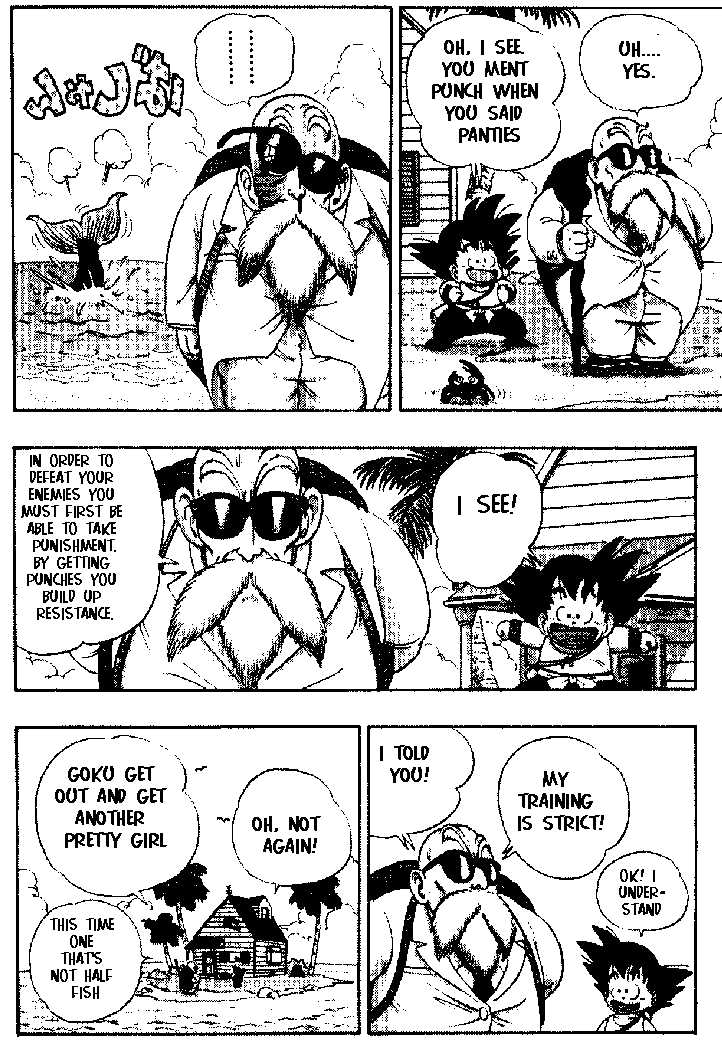 OH, I SEE.
YOU MENT
PUNCH WHEN
YOU SAID
PANTIES
UH....
YES.
IN ORDER TO
DEFEAT YOUR
ENEMIES YOU
MUST FIRST BE
ABLE TO TAKE
PUNISHMENT.
BY GETTING
PUNCHES YOU
BUILD UP
RESISTANCE.
I SEE!
GOKU GET
OUT AND GET
ANOTHER
PRETTY GIRL
THIS TIME
ONE
THAT'S
NOT HALF
FISH
OH, NOT
AGAIN!
I TOLD
YOU!
MY
TRAINING
IS STRICT!
OK! I
UNDER-
STAND